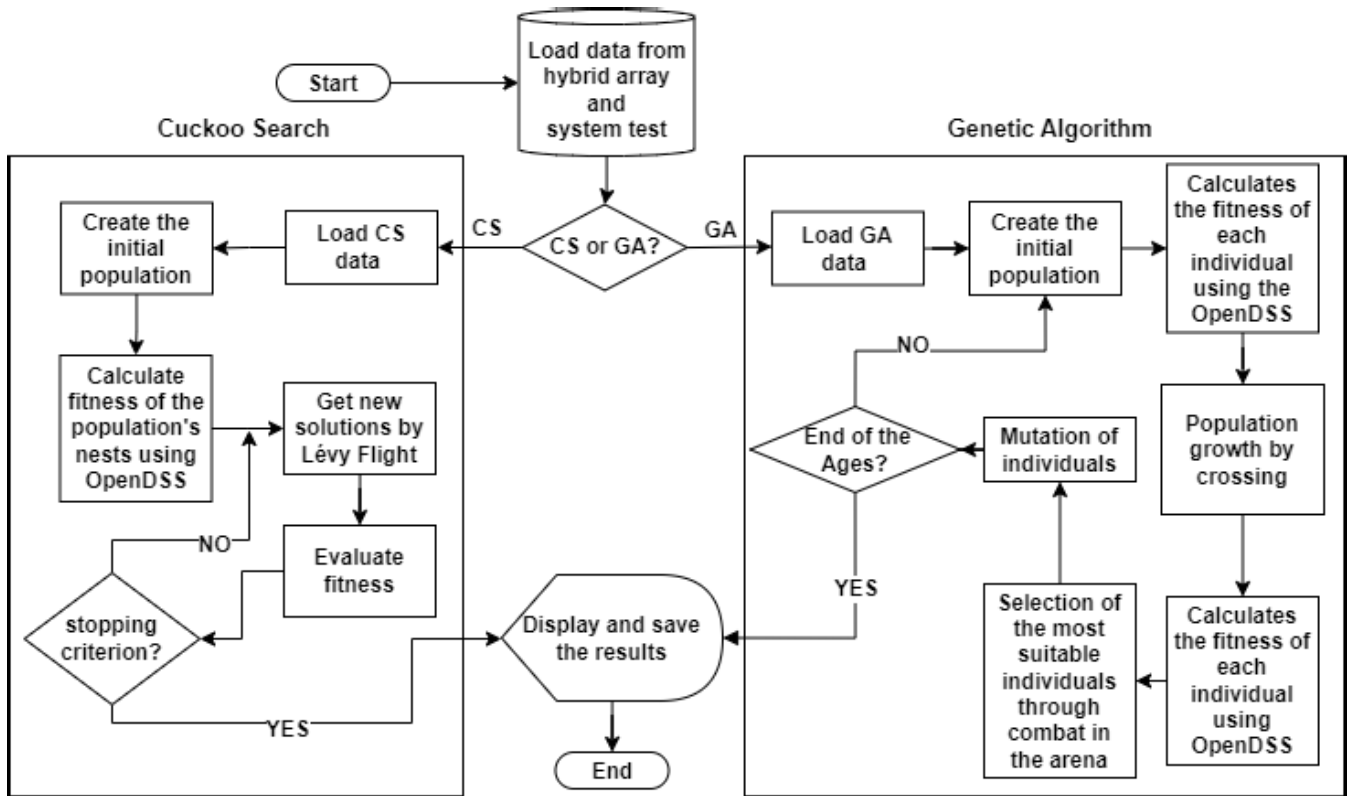 Start
Load data from
hybrid array
and
system test
Cuckoo Search
Genetic Algorithm
CS or GA?
CS
GA
Load CS
data
Create the
initial
population
Calculate
fitness of the
population's
nests using
OpenDSS
Get new
solutions by
Lévy Flight
Evaluate
fitness
stopping
criterion?
NO
YES
Load GA
data
Create the
initial
population
Calculates
the fitness of
each
individual
using the
OpenDSS
Population
growth by
crossing
Calculates
the fitness of
each
individual
using
OpenDSS
Selection of
the most
suitable
individuals
through
combat in
the arena
Mutation of
individuals
End of the
Ages?
NO
YES
Display and save
the results
End